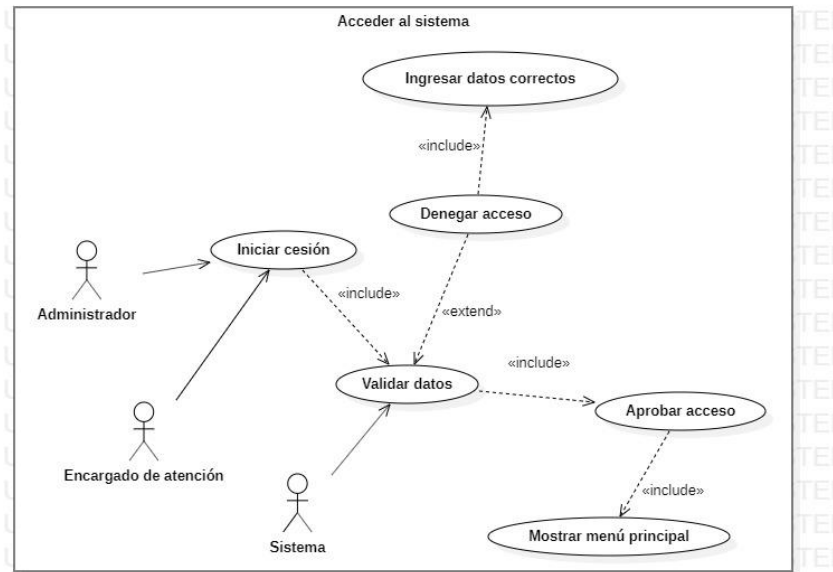 Acceder al sistema
Ingresar datos correctos
«include»
Denegar acceso
Iniciar cesión
«include»
Administrador
«extend»
«include»
Validar datos
Aprobar acceso
Encargado de atención
«include»
Mostrar menú principal
Sistema